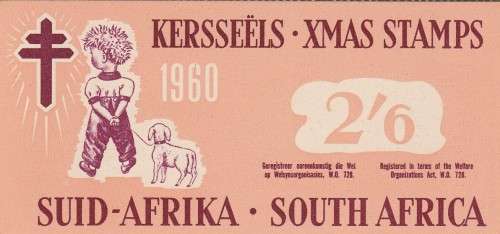 KERSSEËLS · XMAS STAMPS
1960
2'6
Geregistreer ooreenkomstig die Wet
op Welsynsorganisasies, W.O. 726.
Registered in terms of the Welfare
Organizations Act, W.O. 726.
SUID-AFRIKA · SOUTH AFRICA